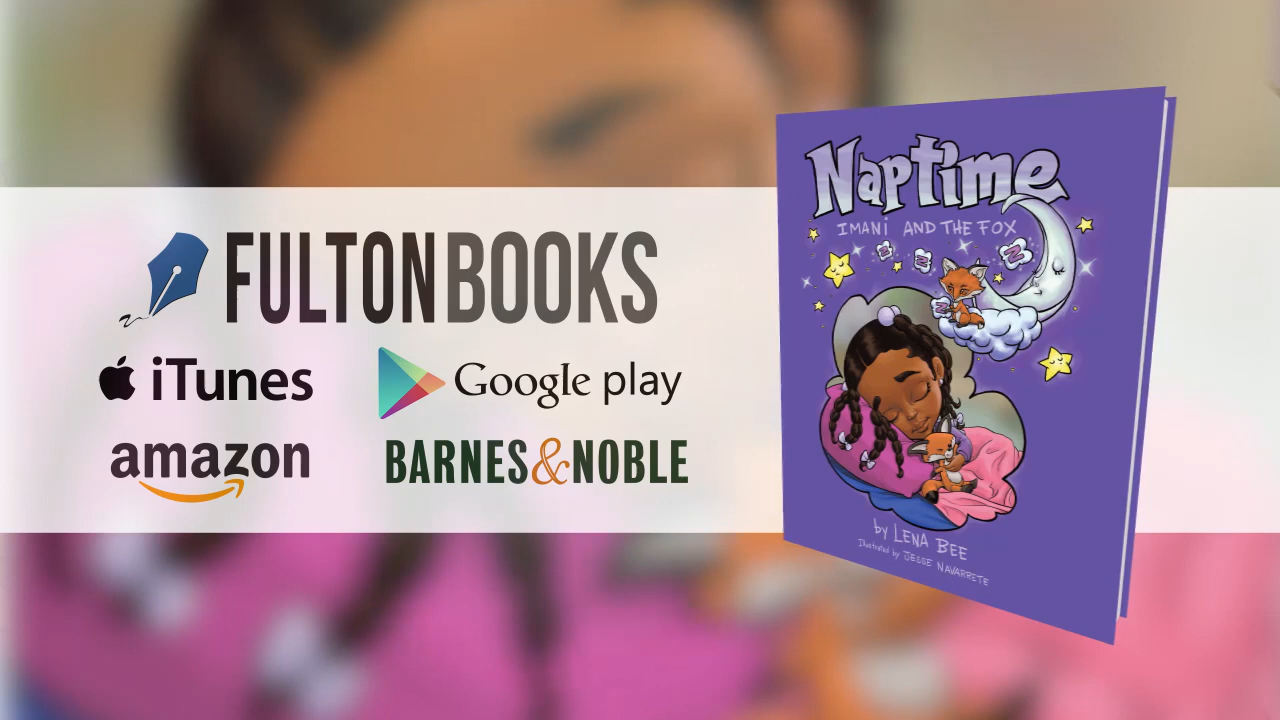 FULTON BOOKS
iTunes
Google play
amazon
BARNES & NOBLE
Naptime
IMANI AND THE FOX
Z Z Z
Z
by LENA BEE
Illustrated by JESSE NAVARRETE